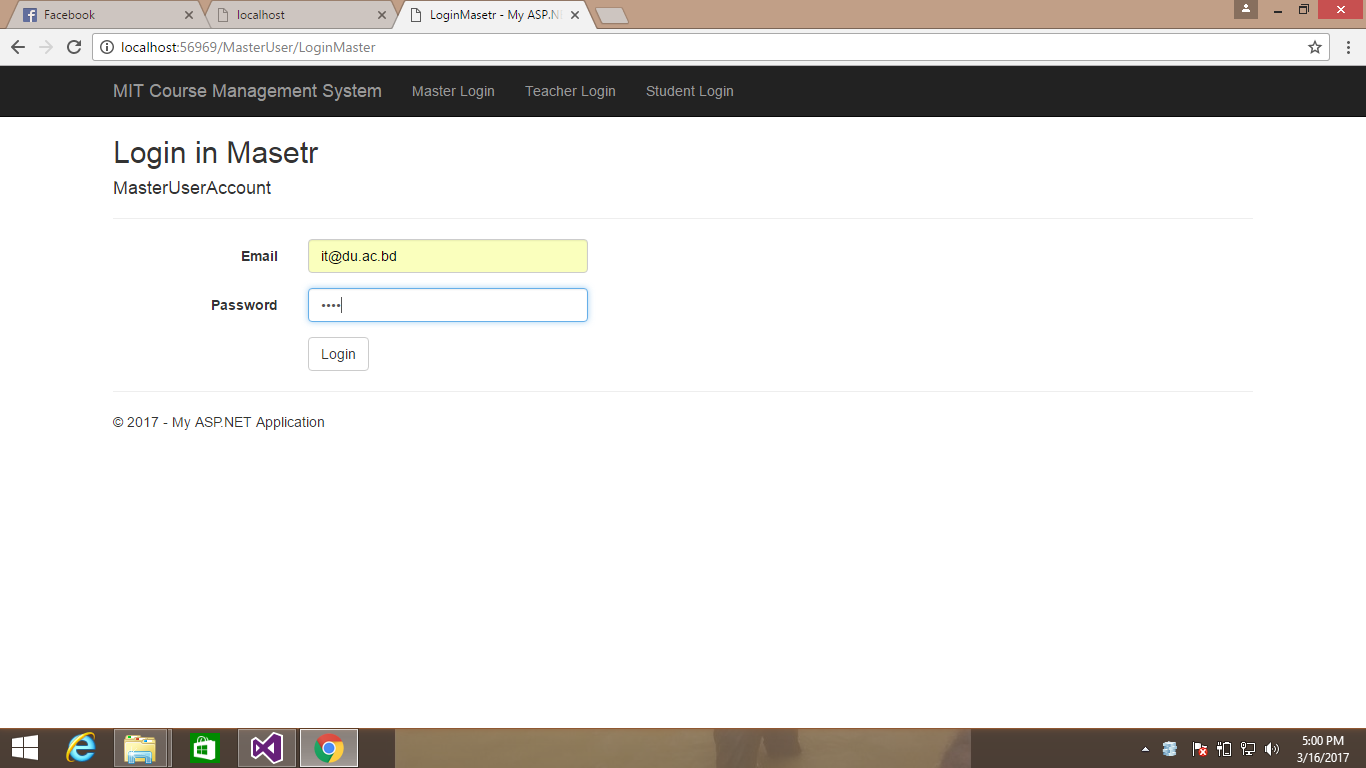 Facebook
localhost
LoginMasetr - My ASP.N
localhost:56969/MasterUser/LoginMaster
MIT Course Management System Master Login Teacher Login Student Login
Login in Masetr
MasterUserAccount
Email it@du.ac.bd
Password ••••
Login
© 2017 - My ASP.NET Application
5:00 PM
3/16/2017